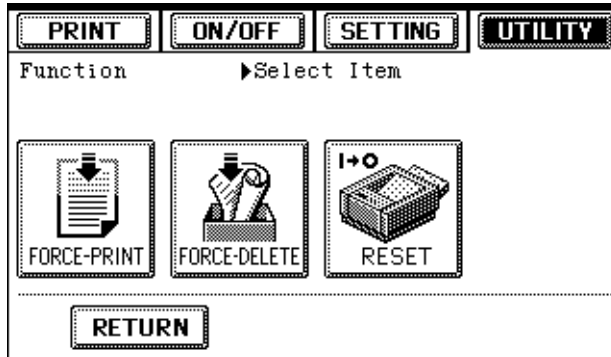 PRINT ON/OFF SETTING UTILITY
Function ▶Select Item
I→O
FORCE-PRINT FORCE-DELETE RESET
RETURN